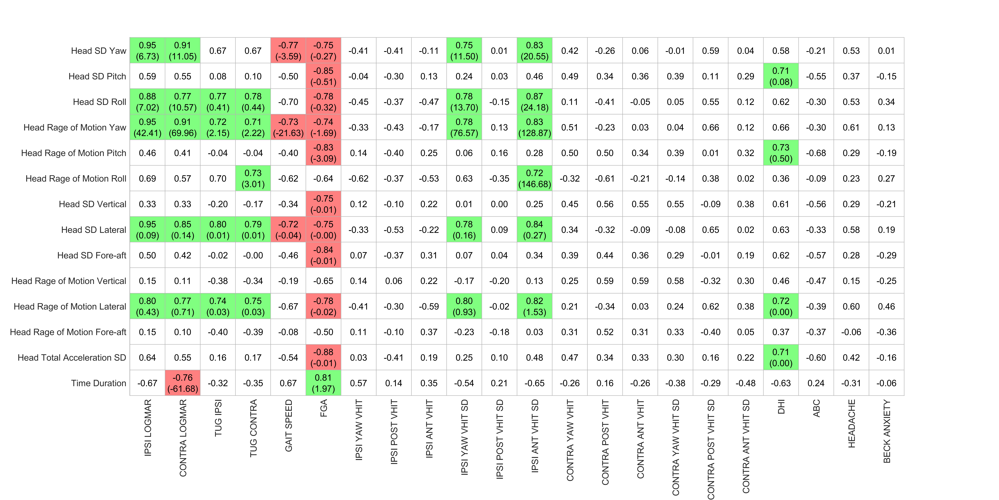 Head SD Yaw 0.95 0.91 0.67 0.67 -0.77 -0.75 -0.41 -0.41 -0.11 0.75 0.01 0.83 0.42 -0.26 0.06 -0.01 0.59 0.04 0.58 -0.21 0.53 0.01
(6.73) (11.05) (-3.59) (-0.27) (11.50) (20.55)
Head SD Pitch 0.59 0.55 0.08 0.10 -0.50 -0.85 -0.04 -0.30 0.13 0.24 0.03 0.46 0.49 0.34 0.36 0.39 0.11 0.29 0.71 -0.55 0.37 -0.15
(-0.51) (0.08)
Head SD Roll 0.88 0.77 0.77 0.78 -0.70 -0.78 -0.45 -0.37 -0.47 0.78 -0.15 0.87 0.11 -0.41 -0.05 0.05 0.55 0.12 0.62 -0.30 0.53 0.34
(7.02) (10.57) (0.41) (0.44) (-0.32) (13.70) (24.18)
Head Rage of Motion Yaw 0.95 0.91 0.72 0.71 -0.73 -0.74 -0.33 -0.43 -0.17 0.78 0.13 0.83 0.51 -0.23 0.03 0.04 0.66 0.12 0.66 -0.30 0.61 0.13
(42.41) (69.96) (2.15) (2.22) (-21.63) (-1.69) (76.57) (128.87)
Head Rage of Motion Pitch 0.46 0.41 -0.04 -0.04 -0.40 -0.83 0.14 -0.40 0.25 0.06 0.16 0.28 0.50 0.50 0.34 0.39 0.01 0.32 0.73 -0.68 0.29 -0.19
(-3.09) (0.50)
Head Rage of Motion Roll 0.69 0.57 0.70 0.73 -0.62 -0.64 -0.62 -0.37 -0.53 0.63 -0.35 0.72 -0.32 -0.61 -0.21 -0.14 0.38 0.02 0.36 -0.09 0.23 0.27
(3.01) (146.68)
Head SD Vertical 0.33 0.33 -0.20 -0.17 -0.34 -0.75 0.12 -0.10 0.22 0.01 0.00 0.25 0.45 0.56 0.55 0.55 -0.09 0.38 0.61 -0.56 0.29 -0.21
(-0.01)
Head SD Lateral 0.95 0.85 0.80 0.79 -0.72 -0.75 -0.33 -0.53 -0.22 0.78 0.09 0.84 0.34 -0.32 -0.09 -0.08 0.65 0.02 0.63 -0.33 0.58 0.19
(0.09) (0.14) (0.01) (0.01) (-0.04) (-0.00) (0.16) (0.27)
Head SD Fore-aft 0.50 0.42 -0.02 -0.00 -0.46 -0.84 0.07 -0.37 0.31 0.07 0.04 0.34 0.39 0.44 0.36 0.29 -0.01 0.19 0.62 -0.57 0.28 -0.29
(-0.01)
Head Rage of Motion Vertical 0.15 0.11 -0.38 -0.34 -0.19 -0.65 0.14 0.06 0.22 -0.17 -0.20 0.13 0.25 0.59 0.59 0.58 -0.32 0.30 0.46 -0.47 0.15 -0.25
Head Rage of Motion Lateral 0.80 0.77 0.74 0.75 -0.67 -0.78 -0.41 -0.30 -0.59 0.80 -0.02 0.82 0.21 -0.34 0.03 0.24 0.62 0.38 0.72 -0.39 0.60 0.46
(0.43) (0.71) (0.03) (0.03) (-0.02) (0.93) (1.53) (0.00)
Head Rage of Motion Fore-aft 0.15 0.10 -0.40 -0.39 -0.08 -0.50 0.11 -0.10 0.37 -0.23 -0.18 0.03 0.31 0.52 0.31 0.33 -0.40 0.05 0.37 -0.37 -0.06 -0.36
Head Total Acceleration SD 0.64 0.55 0.16 0.17 -0.54 -0.88 0.03 -0.41 0.19 0.25 0.10 0.48 0.47 0.34 0.33 0.30 0.16 0.22 0.71 -0.60 0.42 -0.16
(-0.01) (0.00)
Time Duration -0.67 -0.76 -0.32 -0.35 0.67 0.81 0.57 0.14 0.35 -0.54 0.21 -0.65 -0.26 0.16 -0.26 -0.38 -0.29 -0.48 -0.63 0.24 -0.31 -0.06
(-61.68) (1.97)
IPSI LOGMAR
CONTRA LOGMAR
TUG IPSI
TUG CONTRA
GAIT SPEED
FGA
IPSI YAW VHIT
IPSI POST VHIT
IPSI ANT VHIT
IPSI YAW VHIT SD
IPSI POST VHIT SD
IPSI ANT VHIT SD
CONTRA YAW VHIT
CONTRA POST VHIT
CONTRA ANT VHIT
CONTRA YAW VHIT SD
CONTRA POST VHIT SD
CONTRA ANT VHIT SD
DHI
ABC
HEADACHE
BECK ANXIETY